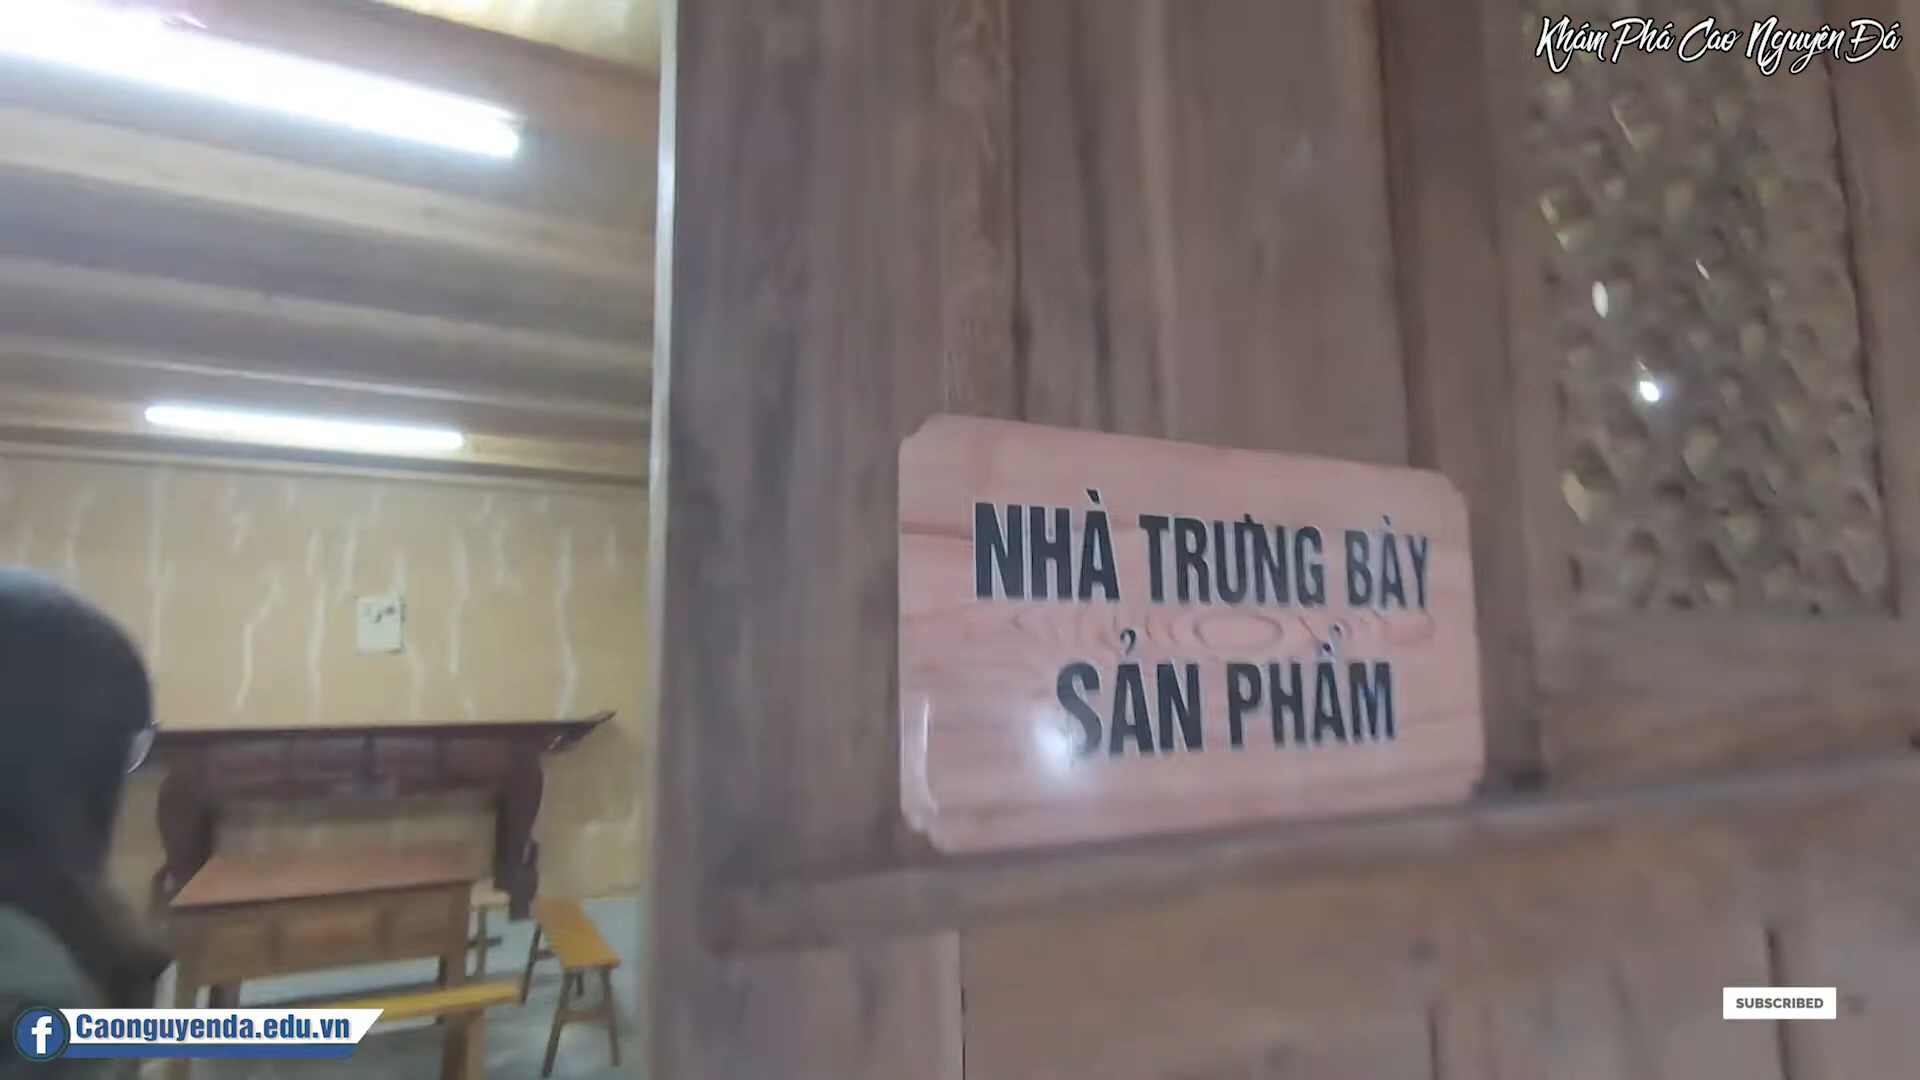 Khám Phá Cao Nguyên Đá
NHÀ TRƯNG BÀY
SẢN PHẨM
f Caonguyenda.edu.vn
SUBSCRIBED